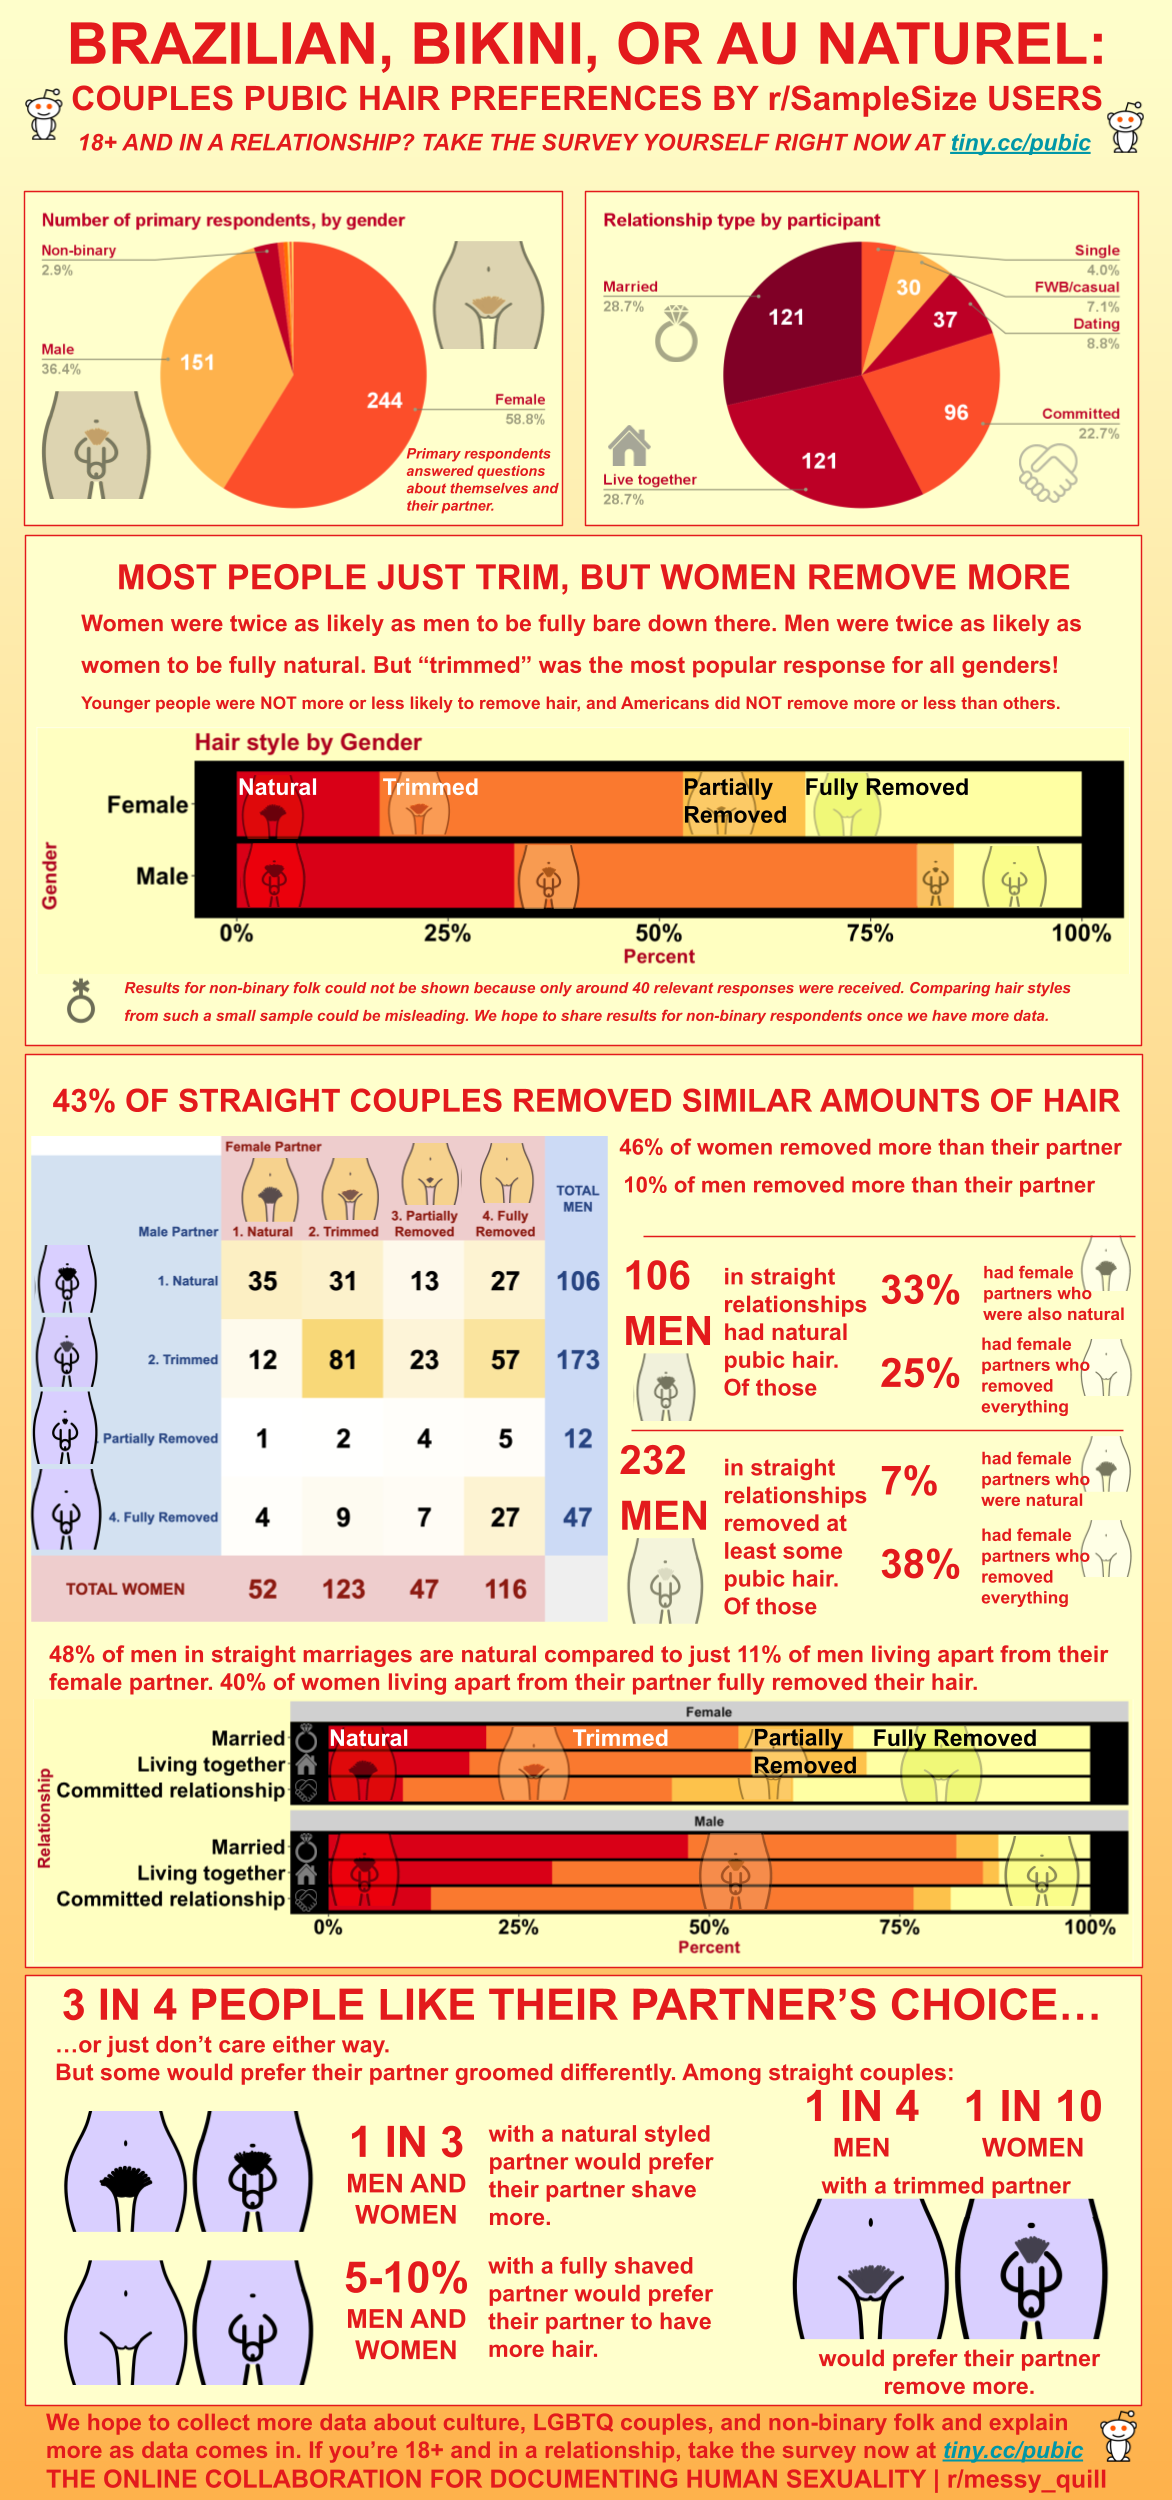 BRAZILIAN, BIKINI, OR AU NATUREL:
COUPLES PUBIC HAIR PREFERENCES BY r/SampleSize USERS
18+ AND IN A RELATIONSHIP? TAKE THE SURVEY YOURSELF RIGHT NOW AT tiny.cc/pubic
Number of primary respondents, by gender
Non-binary
2.9%
Male
36.4%
151
244
Female
58.8%
Primary respondents
answered questions
about themselves and
their partner.
Relationship type by participant
Single
4.0%
FWB/casual
7.1%
Dating
8.8%
Committed
22.7%
Married
28.7%
Live together
28.7%
30
37
96
121
121
MOST PEOPLE JUST TRIM, BUT WOMEN REMOVE MORE
Women were twice as likely as men to be fully bare down there. Men were twice as likely as
women to be fully natural. But “trimmed” was the most popular response for all genders!
Younger people were NOT more or less likely to remove hair, and Americans did NOT remove more or less than others.
Hair style by Gender
Natural Trimmed Partially Fully Removed
Removed
Female
Male
Gender
0% 25% 50% 75% 100%
Percent
Results for non-binary folk could not be shown because only around 40 relevant responses were received. Comparing hair styles
from such a small sample could be misleading. We hope to share results for non-binary respondents once we have more data.
43% OF STRAIGHT COUPLES REMOVED SIMILAR AMOUNTS OF HAIR
Female Partner
TOTAL
MEN
3. Partially 4. Fully
Male Partner 1. Natural 2. Trimmed Removed Removed
1. Natural 35 31 13 27 106
2. Trimmed 12 81 23 57 173
Partially Removed 1 2 4 5 12
4. Fully Removed 4 9 7 27 47
TOTAL WOMEN 52 123 47 116
46% of women removed more than their partner
10% of men removed more than their partner
106
MEN
in straight
relationships
had natural
pubic hair.
Of those
33%
had female
partners who
were also natural
25%
had female
partners who
removed
everything
232
MEN
in straight
relationships
removed at
least some
pubic hair.
Of those
7%
had female
partners who
were natural
38%
had female
partners who
removed
everything
48% of men in straight marriages are natural compared to just 11% of men living apart from their
female partner. 40% of women living apart from their partner fully removed their hair.
Female
Natural Trimmed Partially Fully Removed
Removed
Married
Living together
Committed relationship
Relationship
Male
Married
Living together
Committed relationship
0% 25% 50% 75% 100%
Percent
3 IN 4 PEOPLE LIKE THEIR PARTNER’S CHOICE…
…or just don’t care either way.
But some would prefer their partner groomed differently. Among straight couples:
1 IN 3
MEN AND
WOMEN
with a natural styled
partner would prefer
their partner shave
more.
5-10%
MEN AND
WOMEN
with a fully shaved
partner would prefer
their partner to have
more hair.
1 IN 4 1 IN 10
MEN WOMEN
with a trimmed partner
would prefer their partner
remove more.
We hope to collect more data about culture, LGBTQ couples, and non-binary folk and explain
more as data comes in. If you’re 18+ and in a relationship, take the survey now at tiny.cc/pubic
THE ONLINE COLLABORATION FOR DOCUMENTING HUMAN SEXUALITY | r/messy_quill